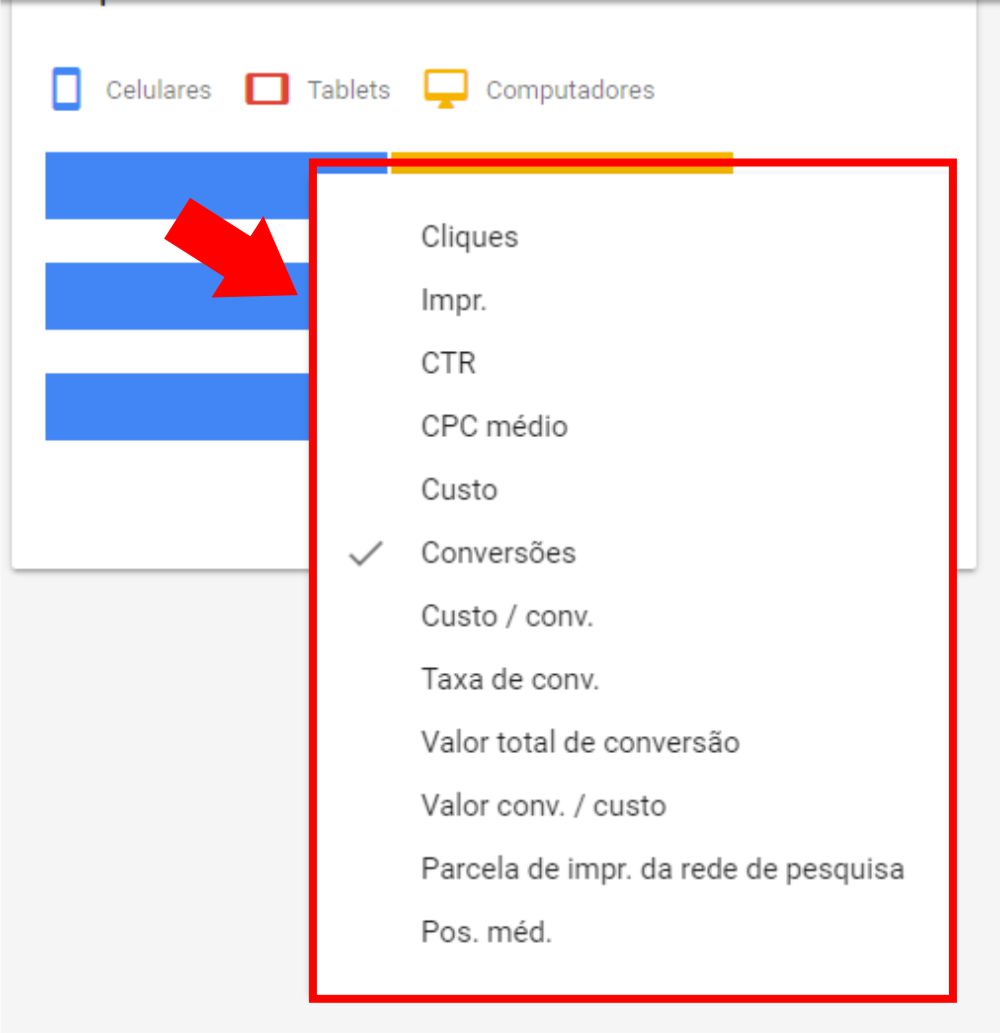 Celulares Tablets Computadores
Cliques
Impr.
CTR
CPC médio
Custo
Conversões
Custo / conv.
Taxa de conv.
Valor total de conversão
Valor conv. / custo
Parcela de impr. da rede de pesquisa
Pos. méd.